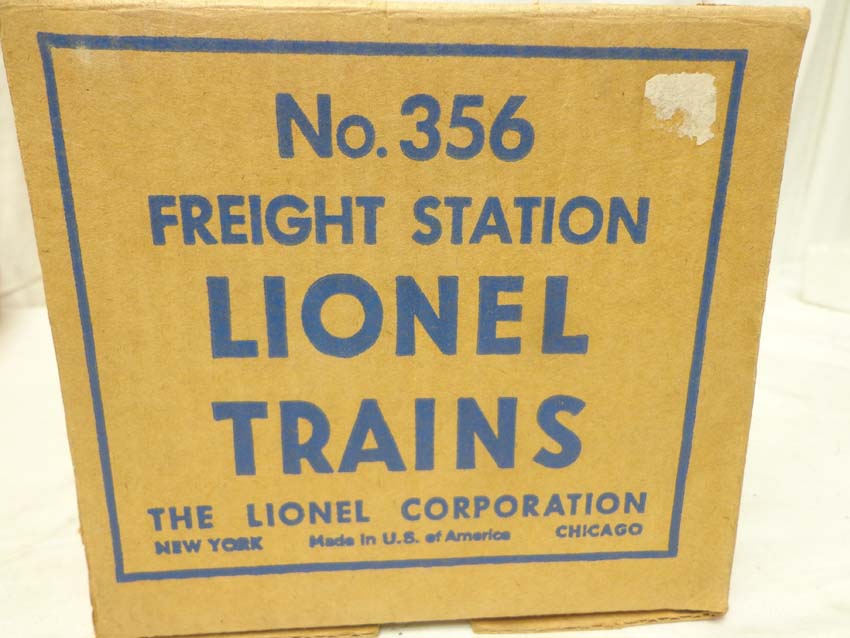 No. 356
FREIGHT STATION
LIONEL
TRAINS
THE LIONEL CORPORATION
NEW YORK Made in U.S. of America CHICAGO